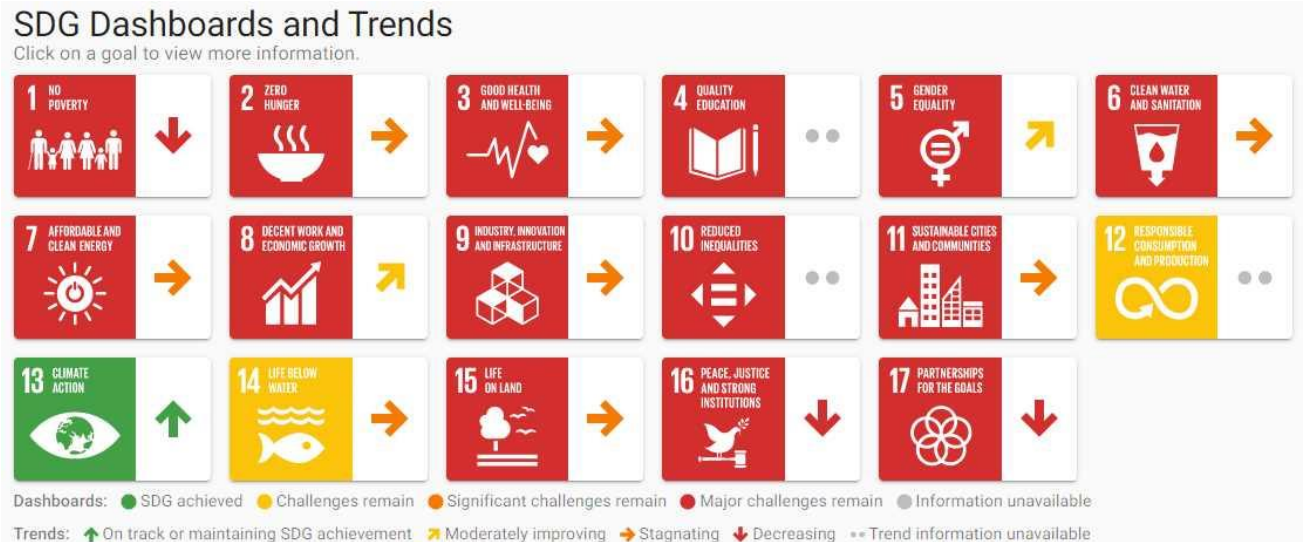 SDG Dashboards and Trends
Click on a goal to view more information.
1 NO POVERTY
2 ZERO HUNGER
3 GOOD HEALTH AND WELL-BEING
4 QUALITY EDUCATION
5 GENDER EQUALITY
6 CLEAN WATER AND SANITATION
7 AFFORDABLE AND CLEAN ENERGY
8 DECENT WORK AND ECONOMIC GROWTH
9 INDUSTRY, INNOVATION AND INFRASTRUCTURE
10 REDUCED INEQUALITIES
11 SUSTAINABLE CITIES AND COMMUNITIES
12 RESPONSIBLE CONSUMPTION AND PRODUCTION
13 CLIMATE ACTION
14 LIFE BELOW WATER
15 LIFE ON LAND
16 PEACE, JUSTICE AND STRONG INSTITUTIONS
17 PARTNERSHIPS FOR THE GOALS
Dashboards: SDG achieved Challenges remain Significant challenges remain Major challenges remain Information unavailable
Trends: On track or maintaining SDG achievement Moderately improving Stagnating Decreasing Trend information unavailable